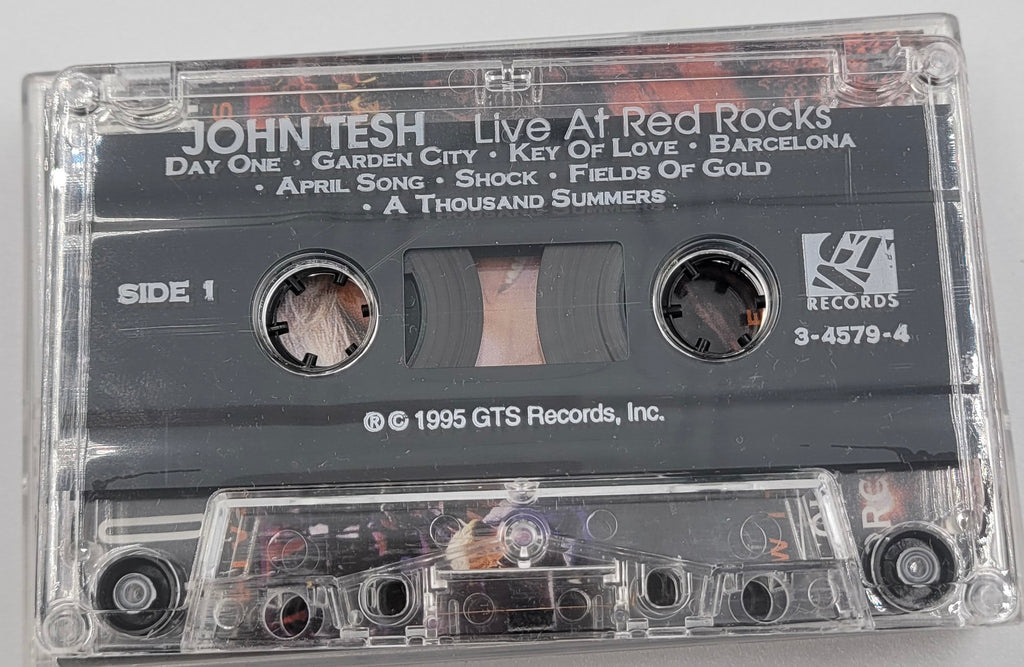 JOHN TESH Live At Red Rocks
DAY ONE • GARDEN CITY • KEY OF LOVE • BARCELONA
• APRIL SONG • SHOCK • FIELDS OF GOLD
• A THOUSAND SUMMERS
SIDE 1
GTS
RECORDS
3-4579-4
®© 1995 GTS Records, Inc.